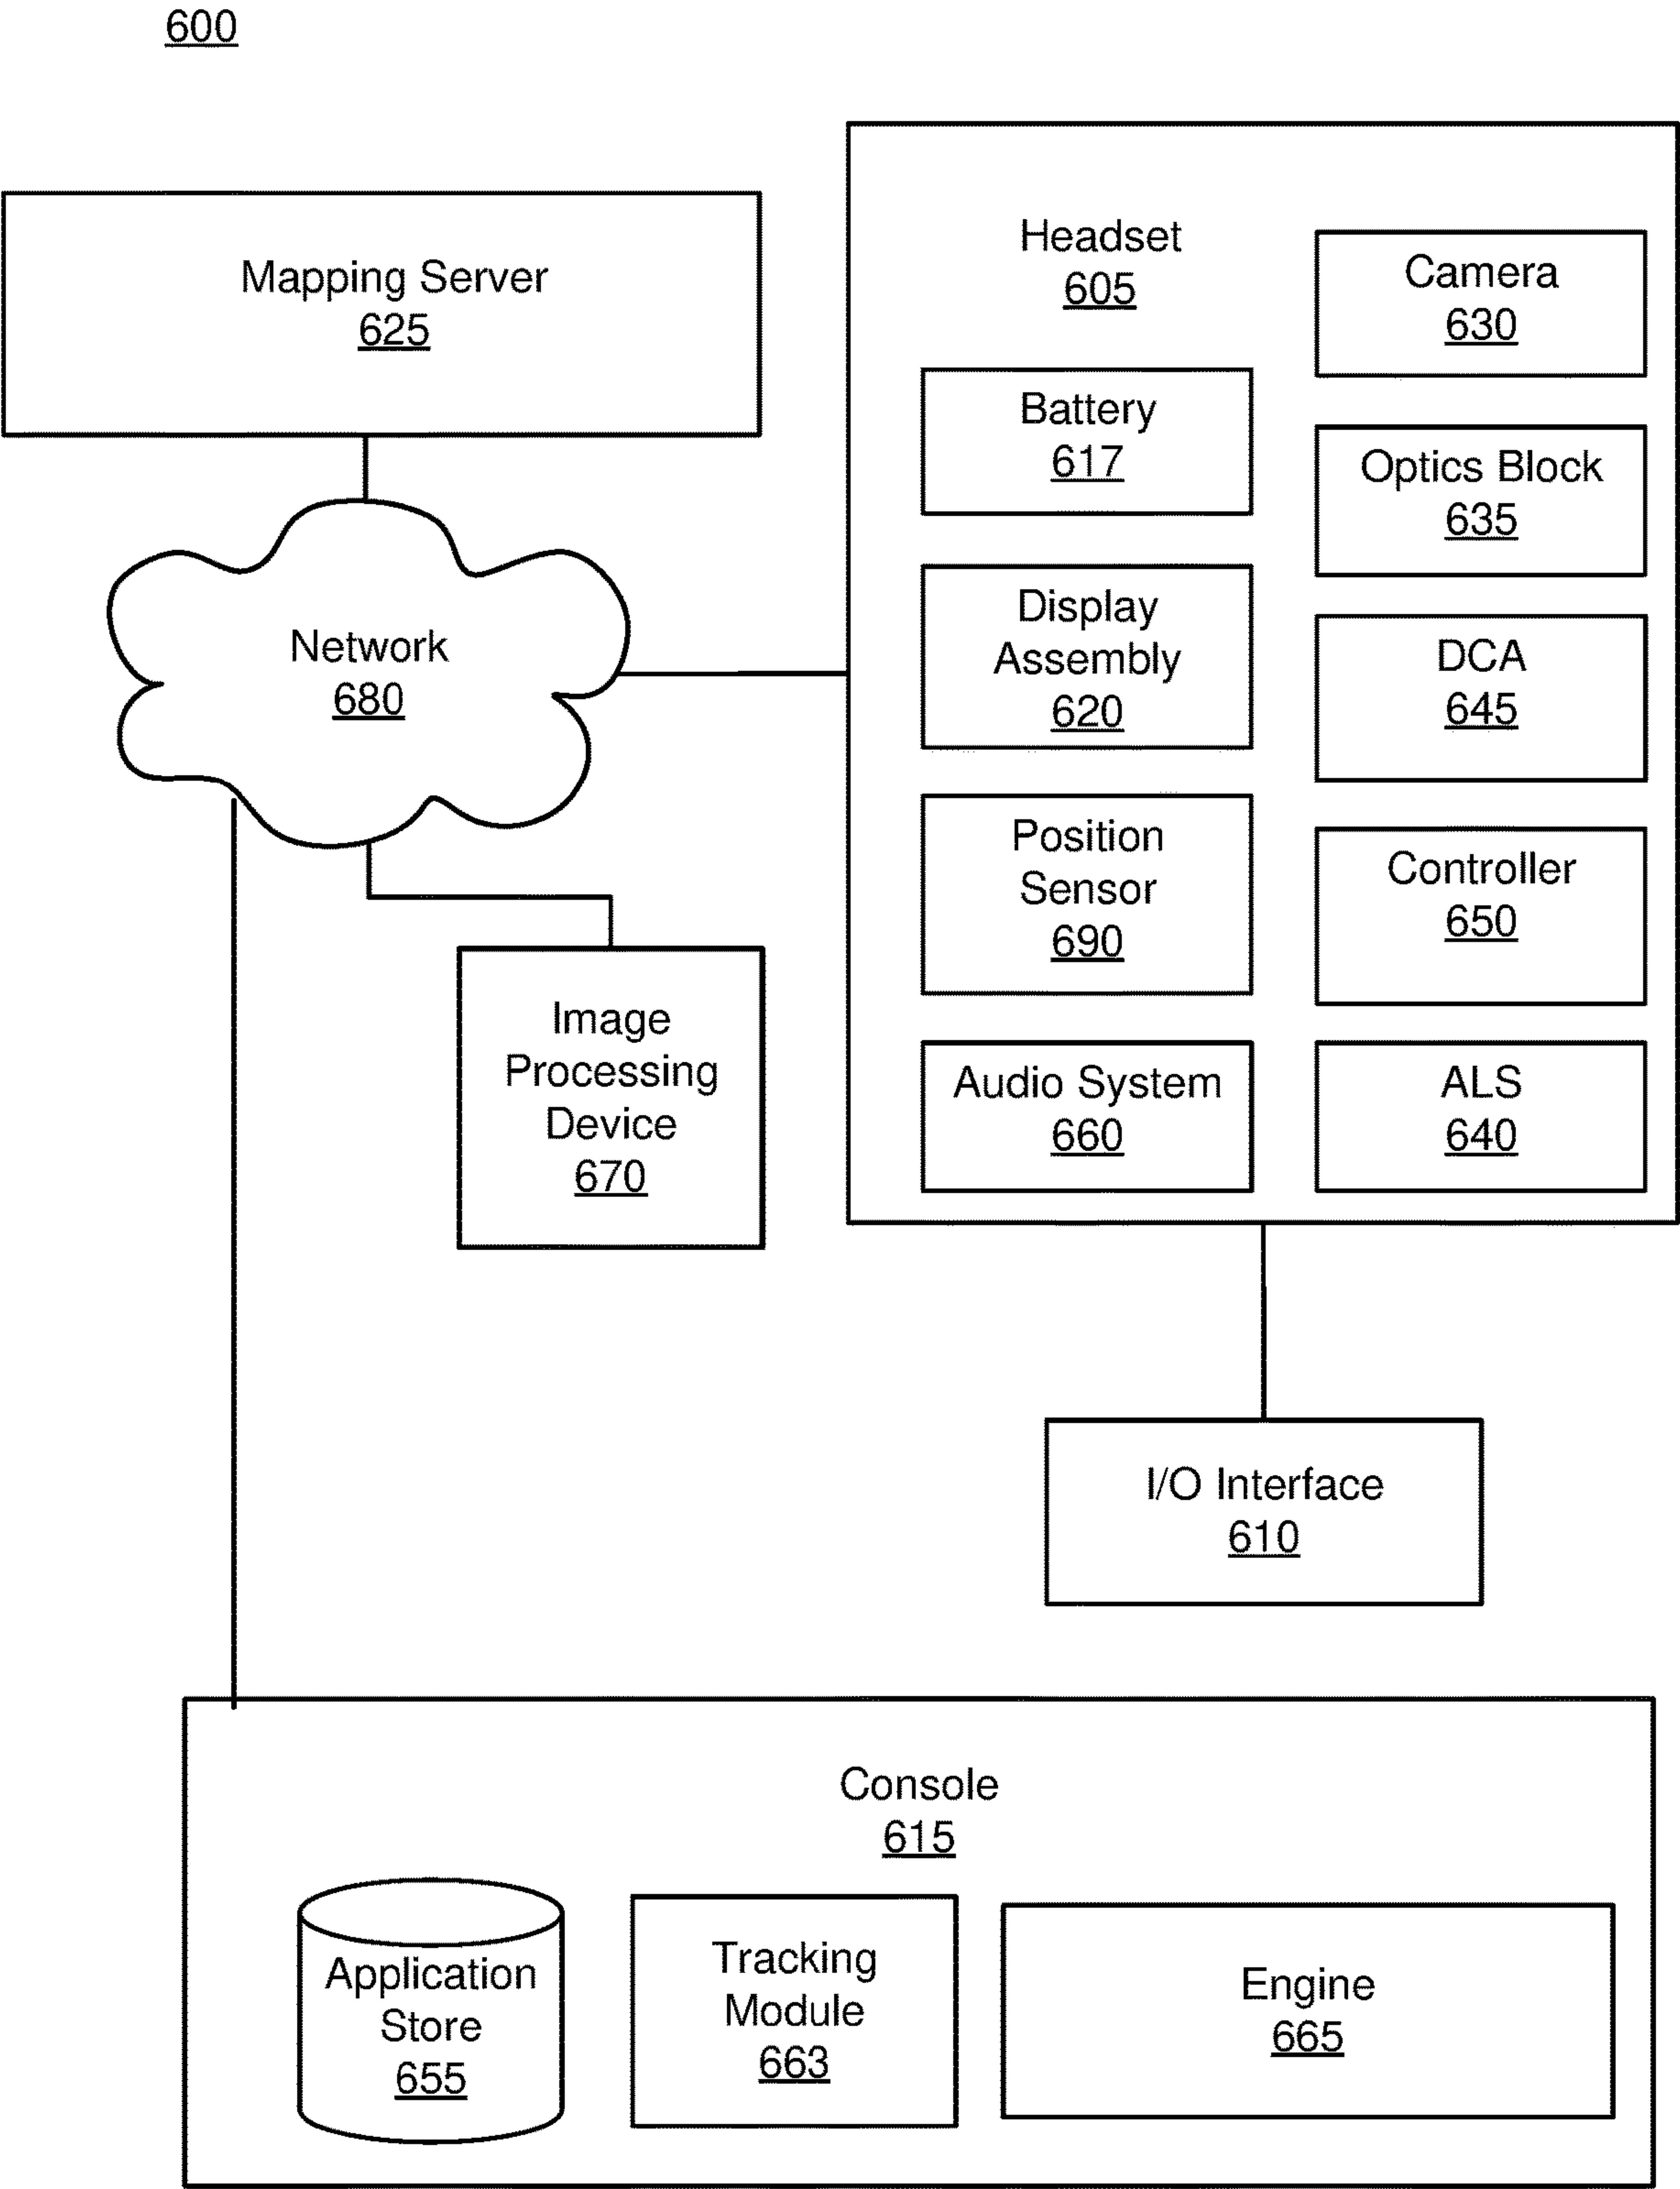 600
Mapping Server
625
Network
680
Image
Processing
Device
670
Headset
605
Battery
617
Display
Assembly
620
Position
Sensor
690
Audio System
660
Camera
630
Optics Block
635
DCA
645
Controller
650
ALS
640
I/O Interface
610
Console
615
Application
Store
655
Tracking
Module
663
Engine
665